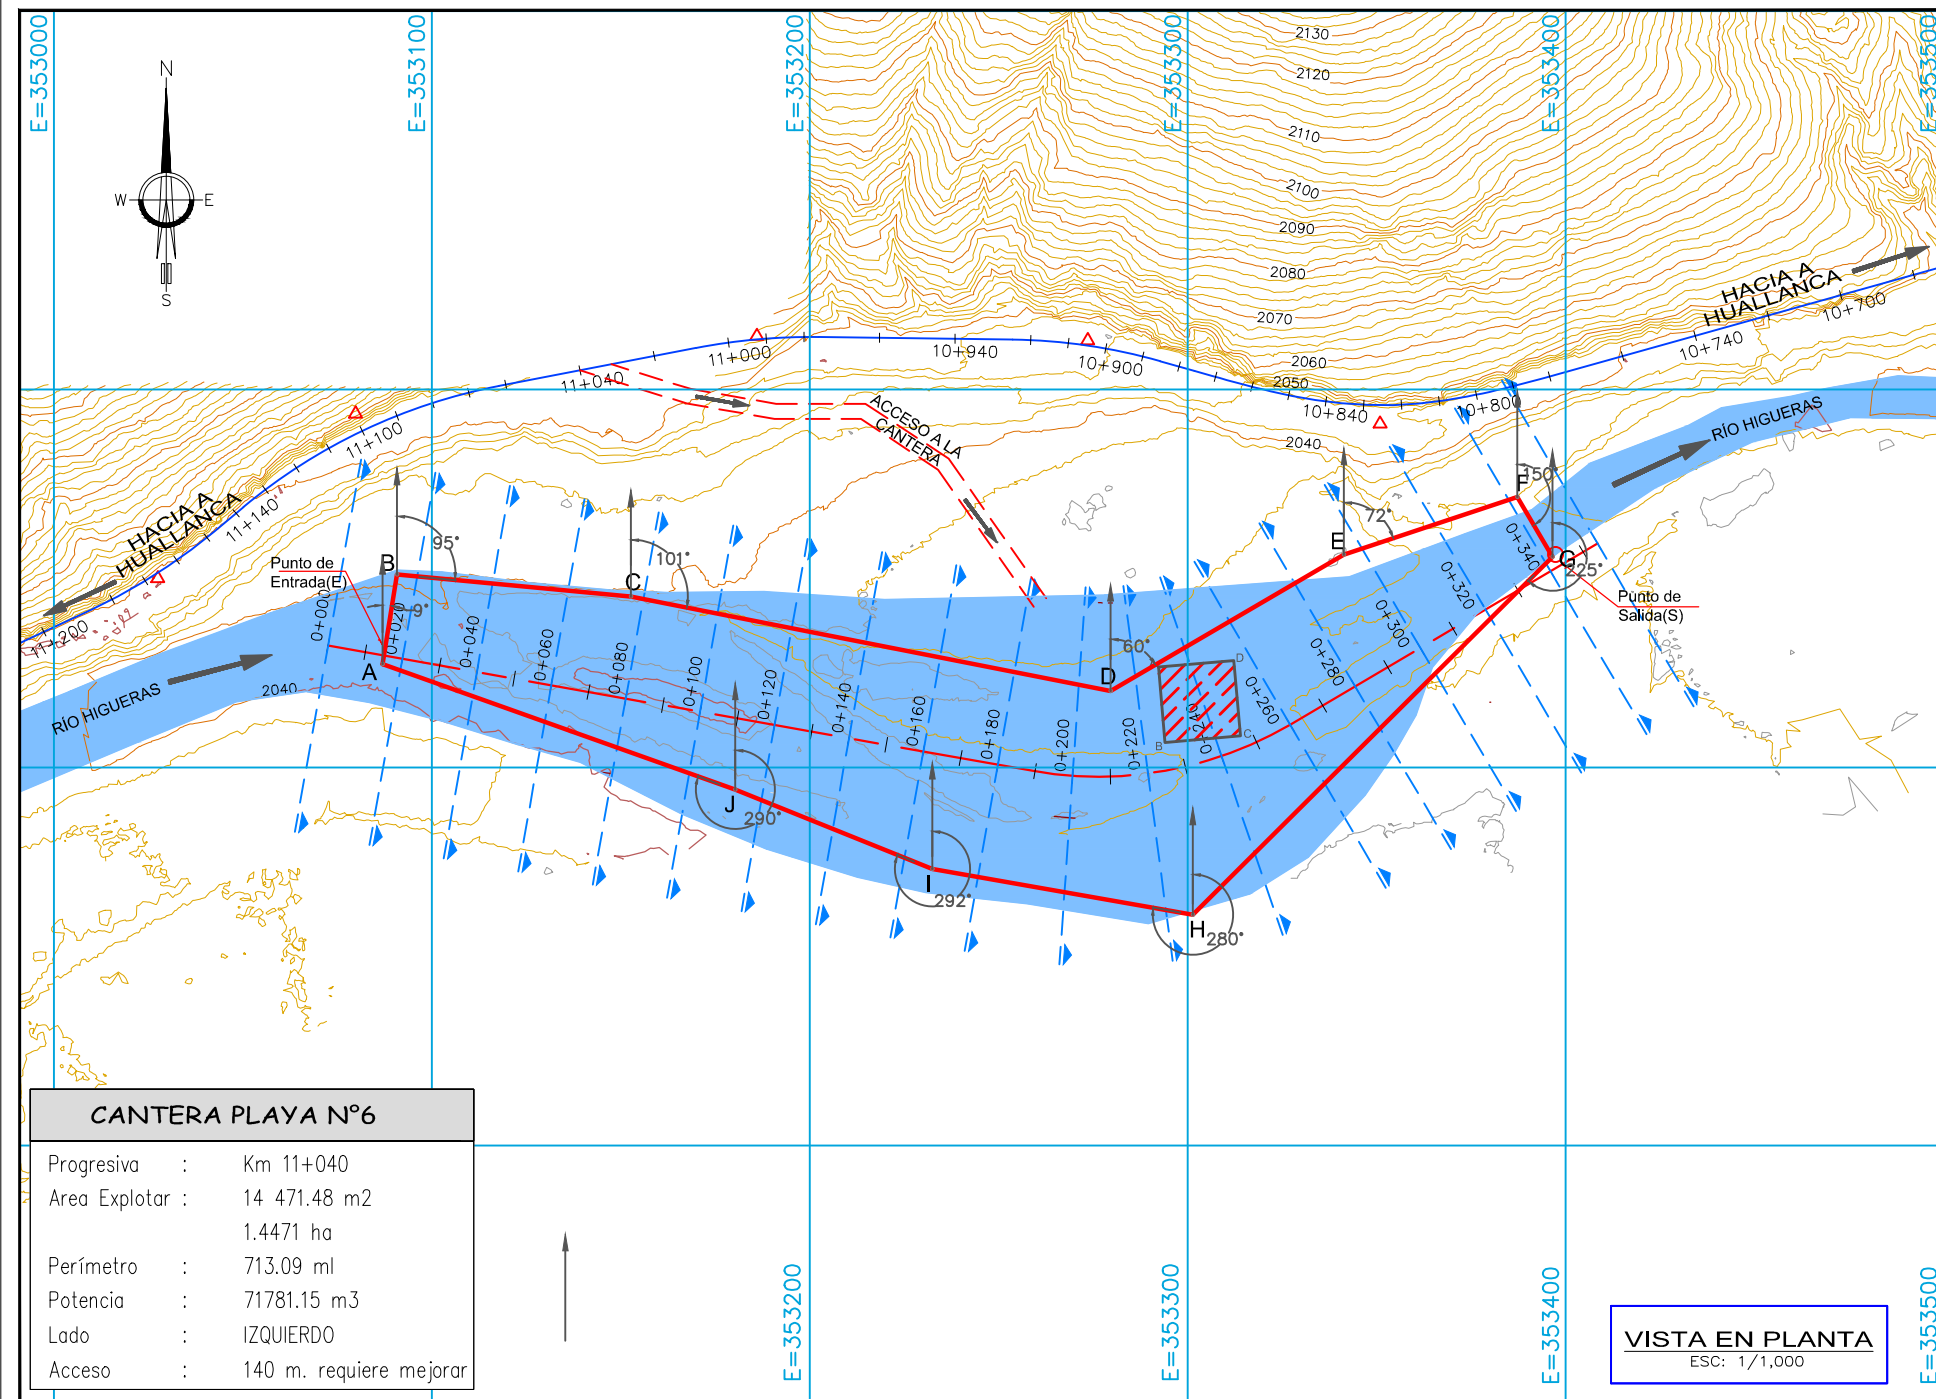 E=353000
E=353100
E=353200
E=353300
E=353400
E=353500
N
W
E
S
2130
2120
2110
2100
2090
2080
2070
2060
2050
2040
HACIA A
HUALLANCA
10+700
10+740
10+800
10+840
10+900
10+940
11+000
11+040
11+100
11+140
11+200
HACIA A
HUALLANCA
ACCESO A LA
CANTERA
RÍO HIGUERAS
RÍO HIGUERAS
2040
Punto de
Entrada(E)
Punto de
Salida(S)
A
B
C
D
E
F
G
H
I
J
9°
95°
101°
60°
72°
150
225°
280°
292°
290°
0+000
0+020
0+040
0+060
0+080
0+100
0+120
0+140
0+160
0+180
0+200
0+220
0+240
0+260
0+280
0+300
0+320
0+340
D
B
C
CANTERA PLAYA N°6
Progresiva : Km 11+040
Area Explotar : 14 471.48 m2
1.4471 ha
Perímetro : 713.09 ml
Potencia : 71781.15 m3
Lado : IZQUIERDO
Acceso : 140 m. requiere mejorar
E=353200
E=353300
E=353400
E=353500
VISTA EN PLANTA
ESC: 1/1,000